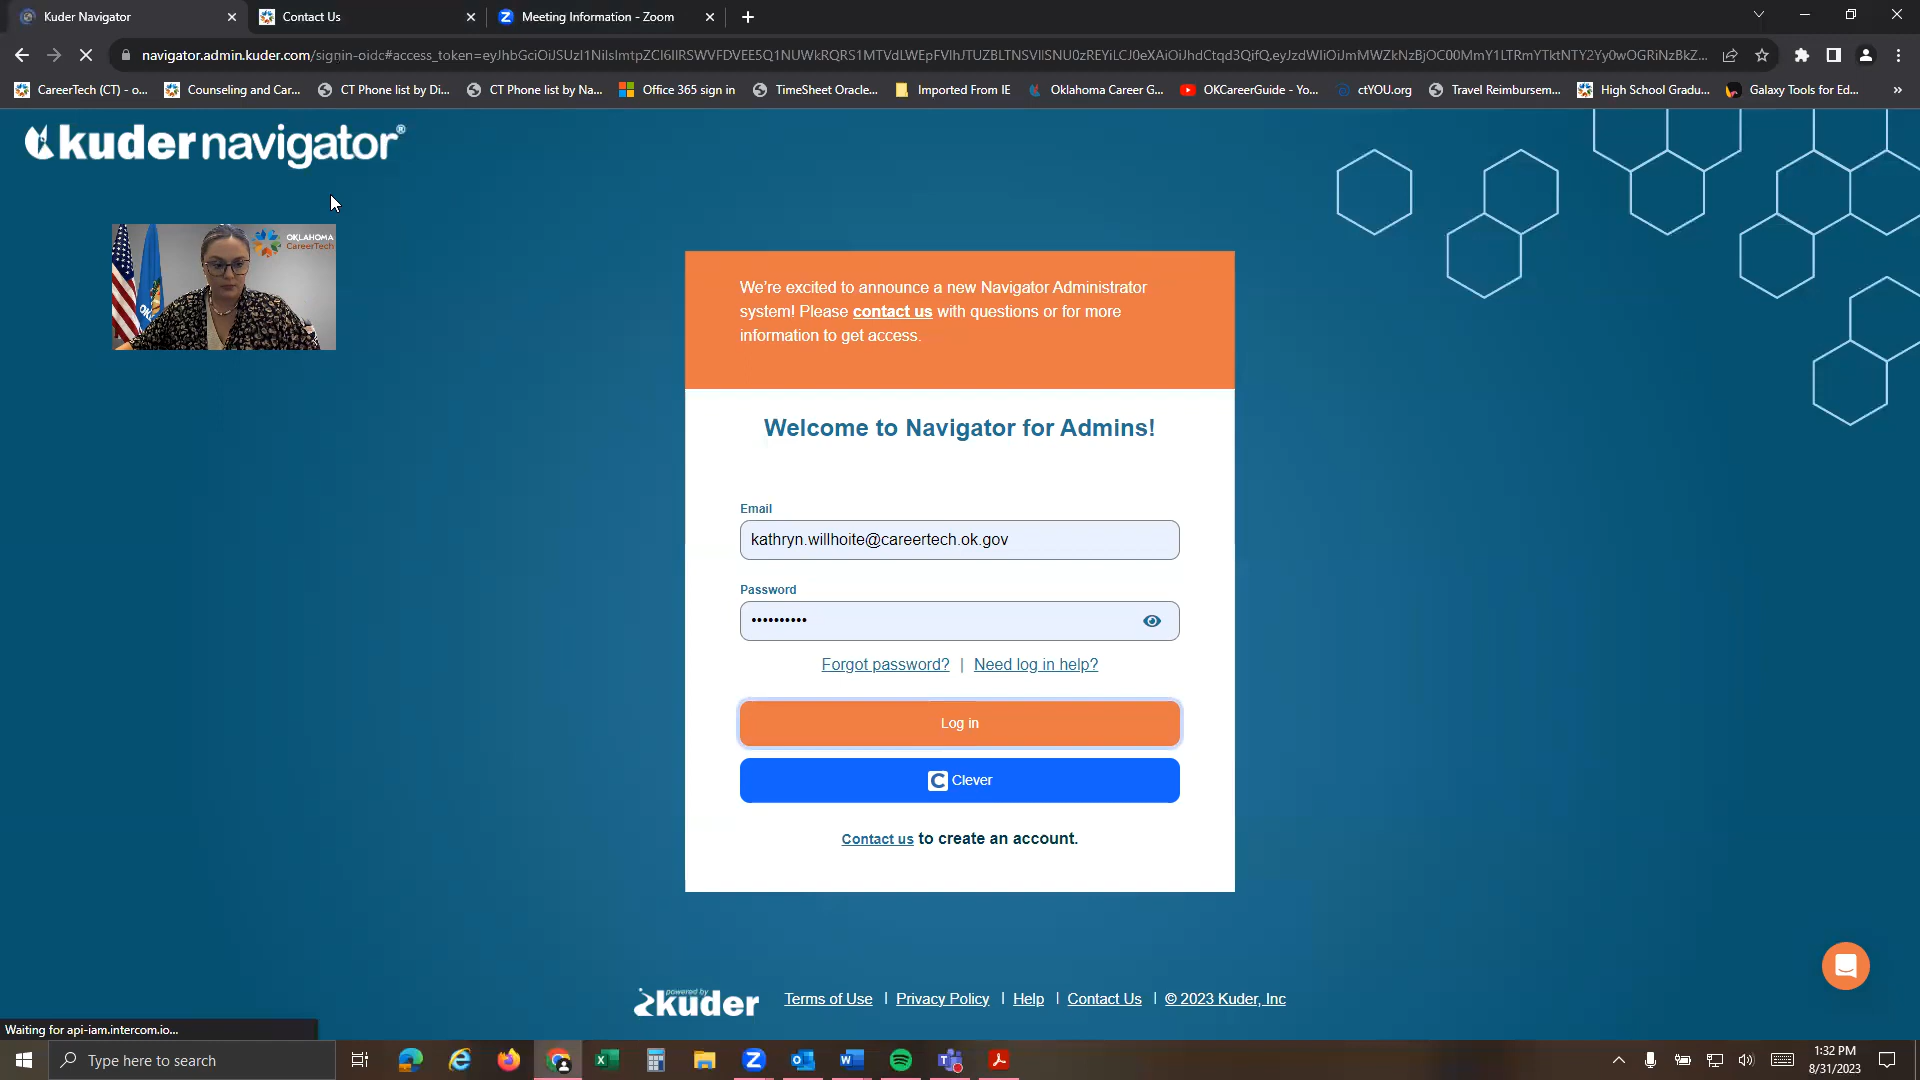 Kuder Navigator
Contact Us
Meeting Information - Zoom
navigator.admin.kuder.com/signin-oidc#access_token=
CareerTech (CT) - o...
Counseling and Car...
CT Phone list by Di...
CT Phone list by Na...
Office 365 sign in
TimeSheet Oracle...
Imported From IE
Oklahoma Career G...
OKCareerGuide - Yo...
ctYOU.org
Travel Reimbursem...
High School Gradu...
Galaxy Tools for Ed...
»
kudernavigator®
OKLAHOMA
CareerTech
We're excited to announce a new Navigator Administrator
system! Please contact us with questions or for more
information to get access.
Welcome to Navigator for Admins!
Email
kathryn.willhoite@careertech.ok.gov
Password
••••••••••
Forgot password? | Need log in help?
Log in
C Clever
Contact us to create an account.
powered by
kuder
Terms of Use | Privacy Policy | Help | Contact Us | © 2023 Kuder, Inc
Waiting for api-iam.intercom.io...
Type here to search
1:32 PM
8/31/2023